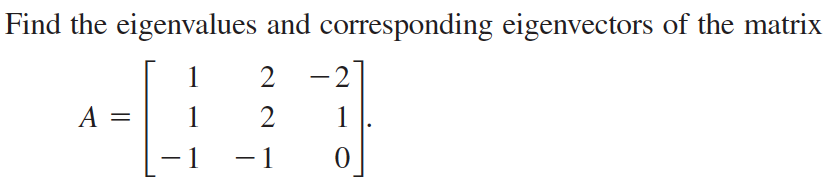 Find the eigenvalues and corresponding eigenvectors of the matrix
1 2 −2
A = 1 2 1 .
−1 −1 0